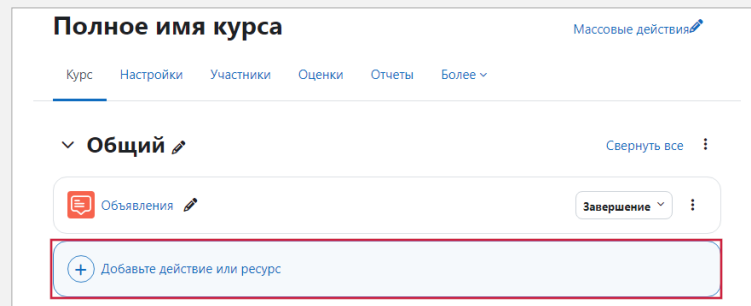 Полное имя курса
Массовые действия
Курс Настройки Участники Оценки Отчеты Более
Общий
Свернуть все
Объявления
Завершение
Добавьте действие или ресурс